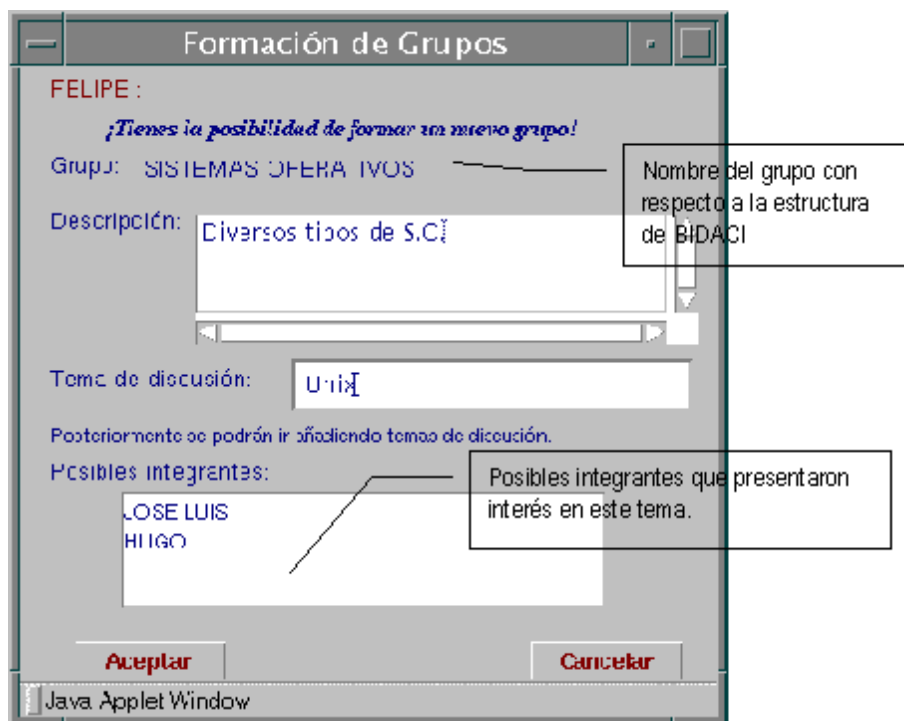 Formación de Grupos
FELIPE :
¡Tienes la posibilidad de formar un nuevo grupo!
Grupo: SISTEMAS OPERATIVOS
Nombre del grupo con
respecto a la estructura
de BIDACI
Descripción:
Diversos tipos de S.O.
Tema de discusión: Unix
Posteriormente se podrán ir añadiendo temas de discución.
Posibles integrantes:
Posibles integrantes que presentaron
interés en este tema.
JOSE LUIS
HUGO
Aceptar Cancelar
Java Applet Window